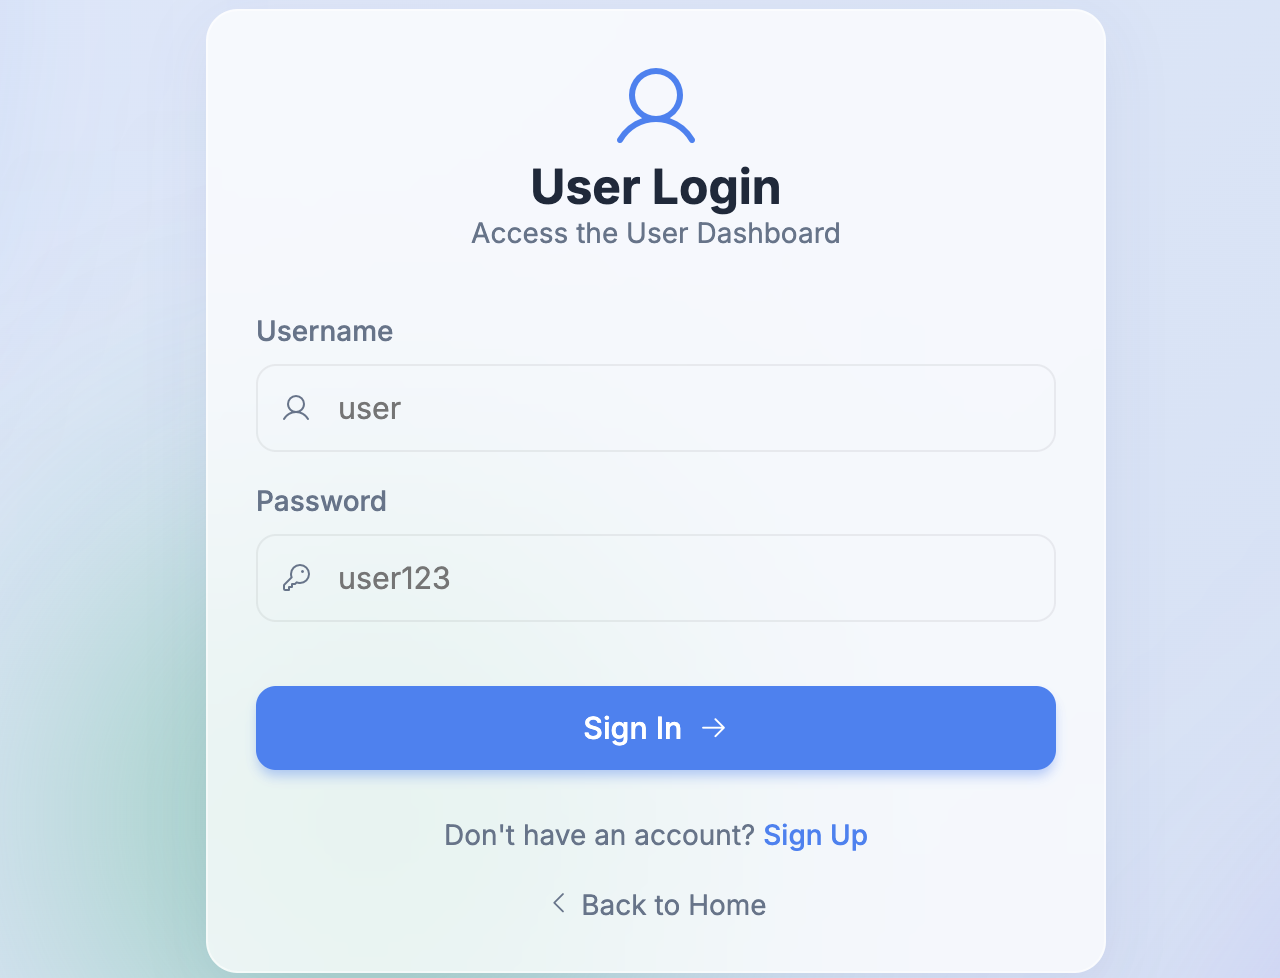 User Login
Access the User Dashboard
Username
user
Password
user123
Sign In
Don't have an account? Sign Up
Back to Home